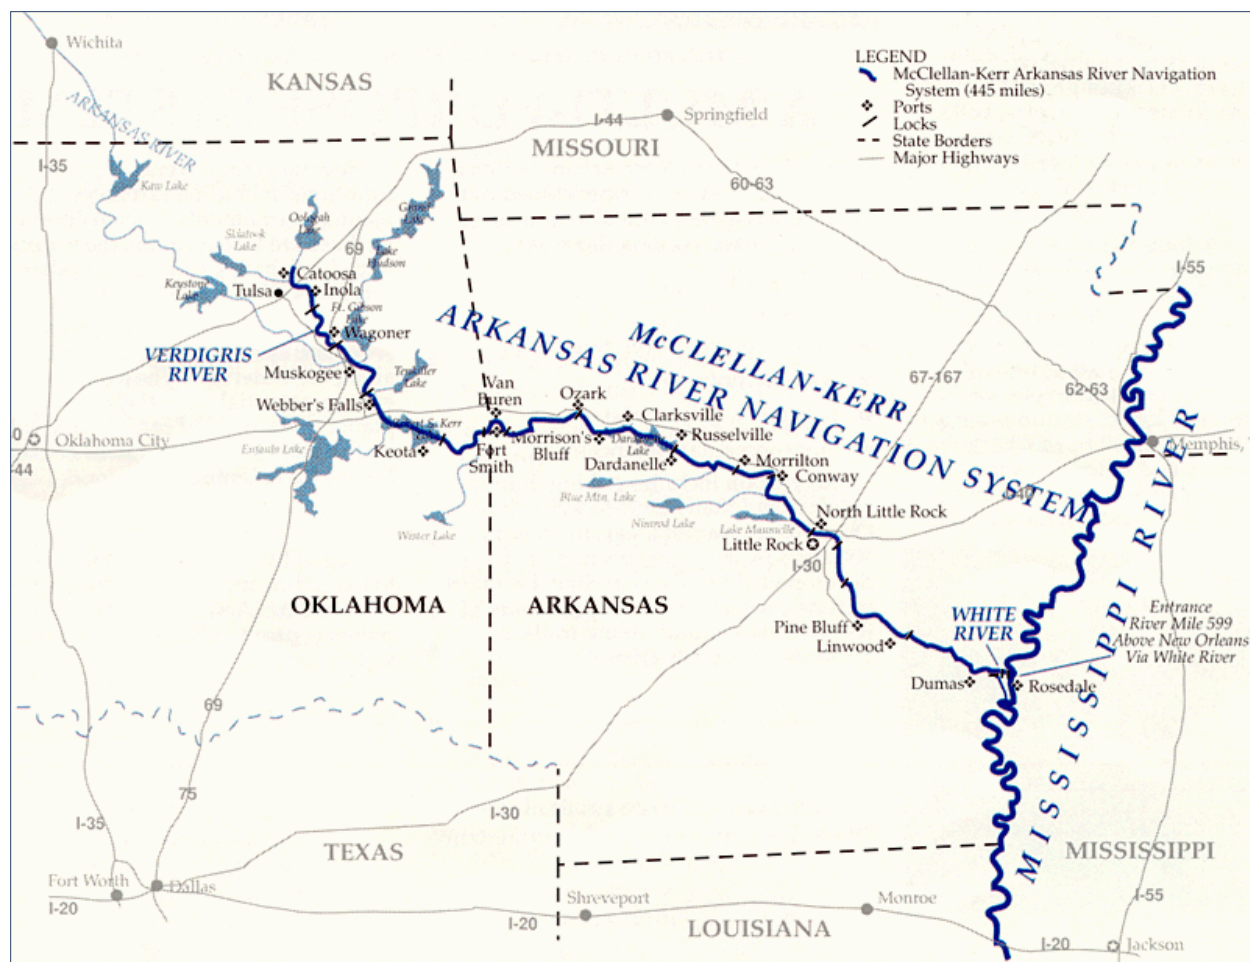 Wichita
LEGEND
McClellan-Kerr Arkansas River Navigation
System (445 miles)
Ports
Locks
State Borders
Major Highways
KANSAS
ARKANSAS RIVER
I-44
Springfield
MISSOURI
I-35
60-63
Kaw Lake
Oologah
Lake
Grand
Lake
Skiatook
Lake
69
Lake
Hudson
I-55
Catoosa
Keystone
Lake
Tulsa
Inola
Ft. Gibson
Lake
Wagoner
McCLELLAN-KERR
ARKANSAS RIVER NAVIGATION SYSTEM
VERDIGRIS
RIVER
Muskogee
Tenkiller
Lake
67-167
62-63
Van
Buren
Ozark
Webber's Falls
Clarksville
Robert S. Kerr
Russelville
Oklahoma City
Memphis,
Eufaula Lake
Keota
Fort
Smith
Morrison's
Bluff
Dardanelle
Lake
Dardanelle
Morrilton
Conway
44
I-40
Blue Mtn. Lake
Nimrod Lake
Lake Maumelle
Wister Lake
North Little Rock
Little Rock
I-30
OKLAHOMA
ARKANSAS
MISSISSIPPI RIVER
WHITE
RIVER
Entrance
River Mile 599
Above New Orleans
Via White River
Pine Bluff
Linwood
Dumas
Rosedale
69
75
I-35
I-30
TEXAS
MISSISSIPPI
Fort Worth
Dallas
I-20
Shreveport
Monroe
I-55
I-20
LOUISIANA
I-20
Jackson